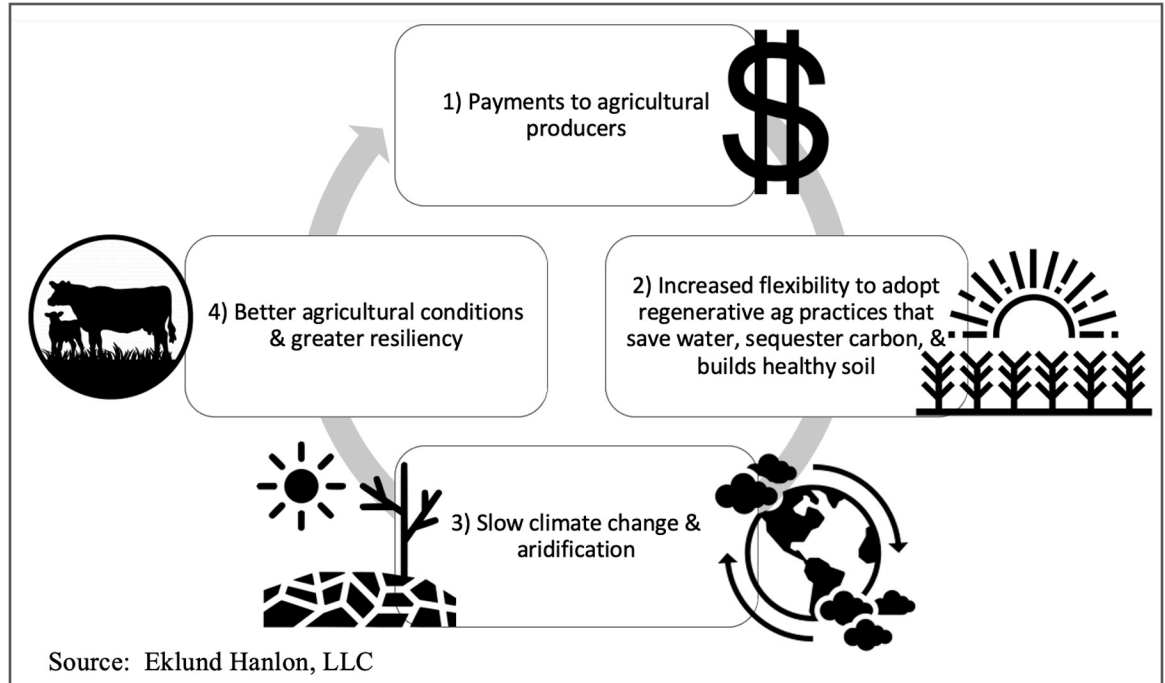 1) Payments to agricultural
producers
2) Increased flexibility to adopt
regenerative ag practices that
save water, sequester carbon, &
builds healthy soil
3) Slow climate change &
aridification
4) Better agricultural conditions
& greater resiliency
Source:  Eklund Hanlon, LLC